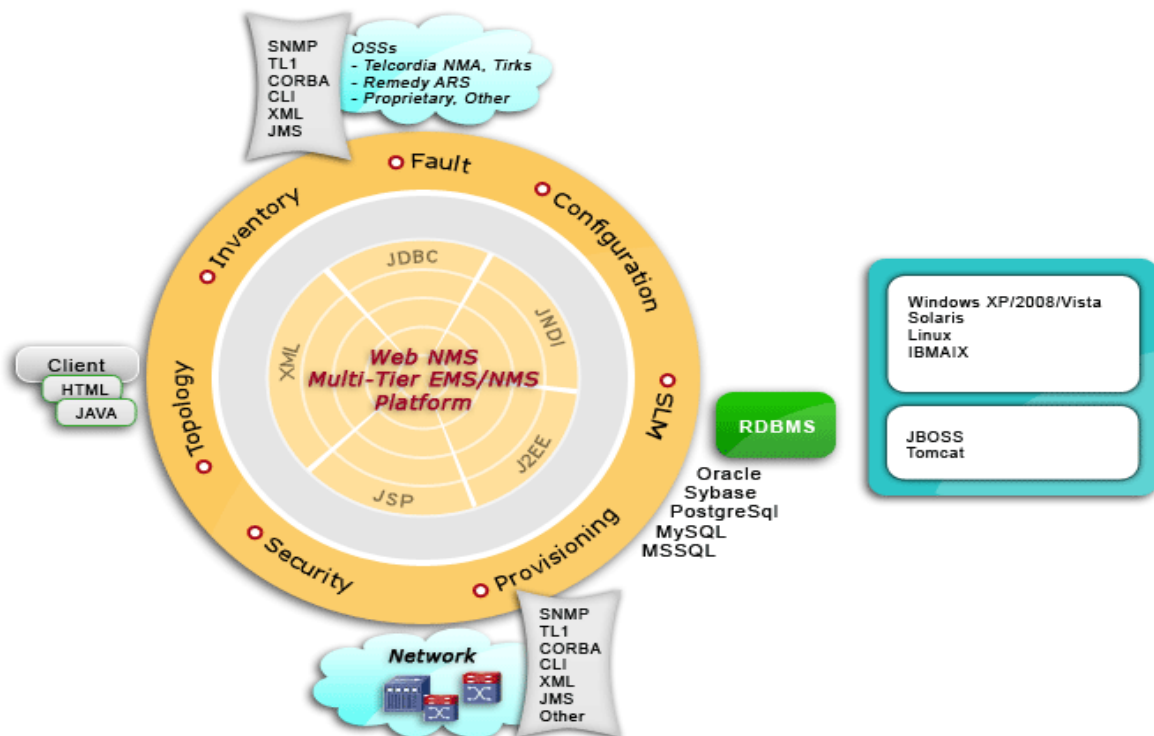 SNMP
TL1
CORBA
CLI
XML
JMS
OSSs
- Telcordia NMA, Tirks
- Remedy ARS
- Proprietary, Other
Fault
Configuration
SLM
Provisioning
Security
Topology
Inventory
JDBC
JNDI
J2EE
JSP
XML
Web NMS
Multi-Tier EMS/NMS
Platform
Client
HTML
JAVA
RDBMS
Oracle
Sybase
PostgreSql
MySQL
MSSQL
Windows XP/2008/Vista
Solaris
Linux
IBMAIX
JBOSS
Tomcat
Network
SNMP
TL1
CORBA
CLI
XML
JMS
Other